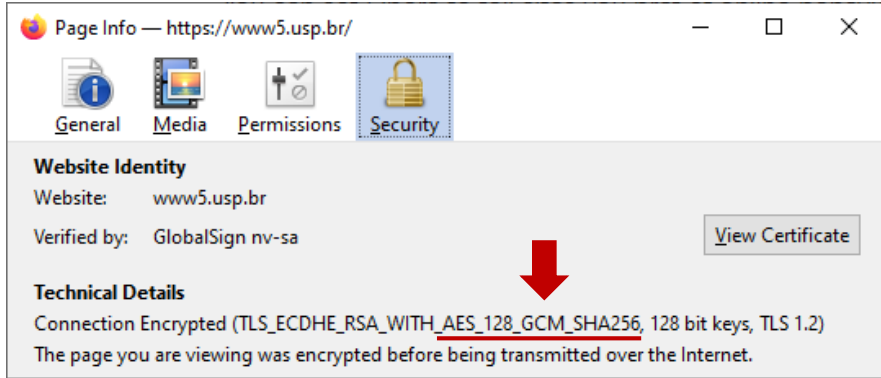 Page Info — https://www5.usp.br/
General Media Permissions Security
Website Identity
Website: www5.usp.br
Verified by: GlobalSign nv-sa
View Certificate
Technical Details
Connection Encrypted (TLS_ECDHE_RSA_WITH_AES_128_GCM_SHA256, 128 bit keys, TLS 1.2)
The page you are viewing was encrypted before being transmitted over the Internet.